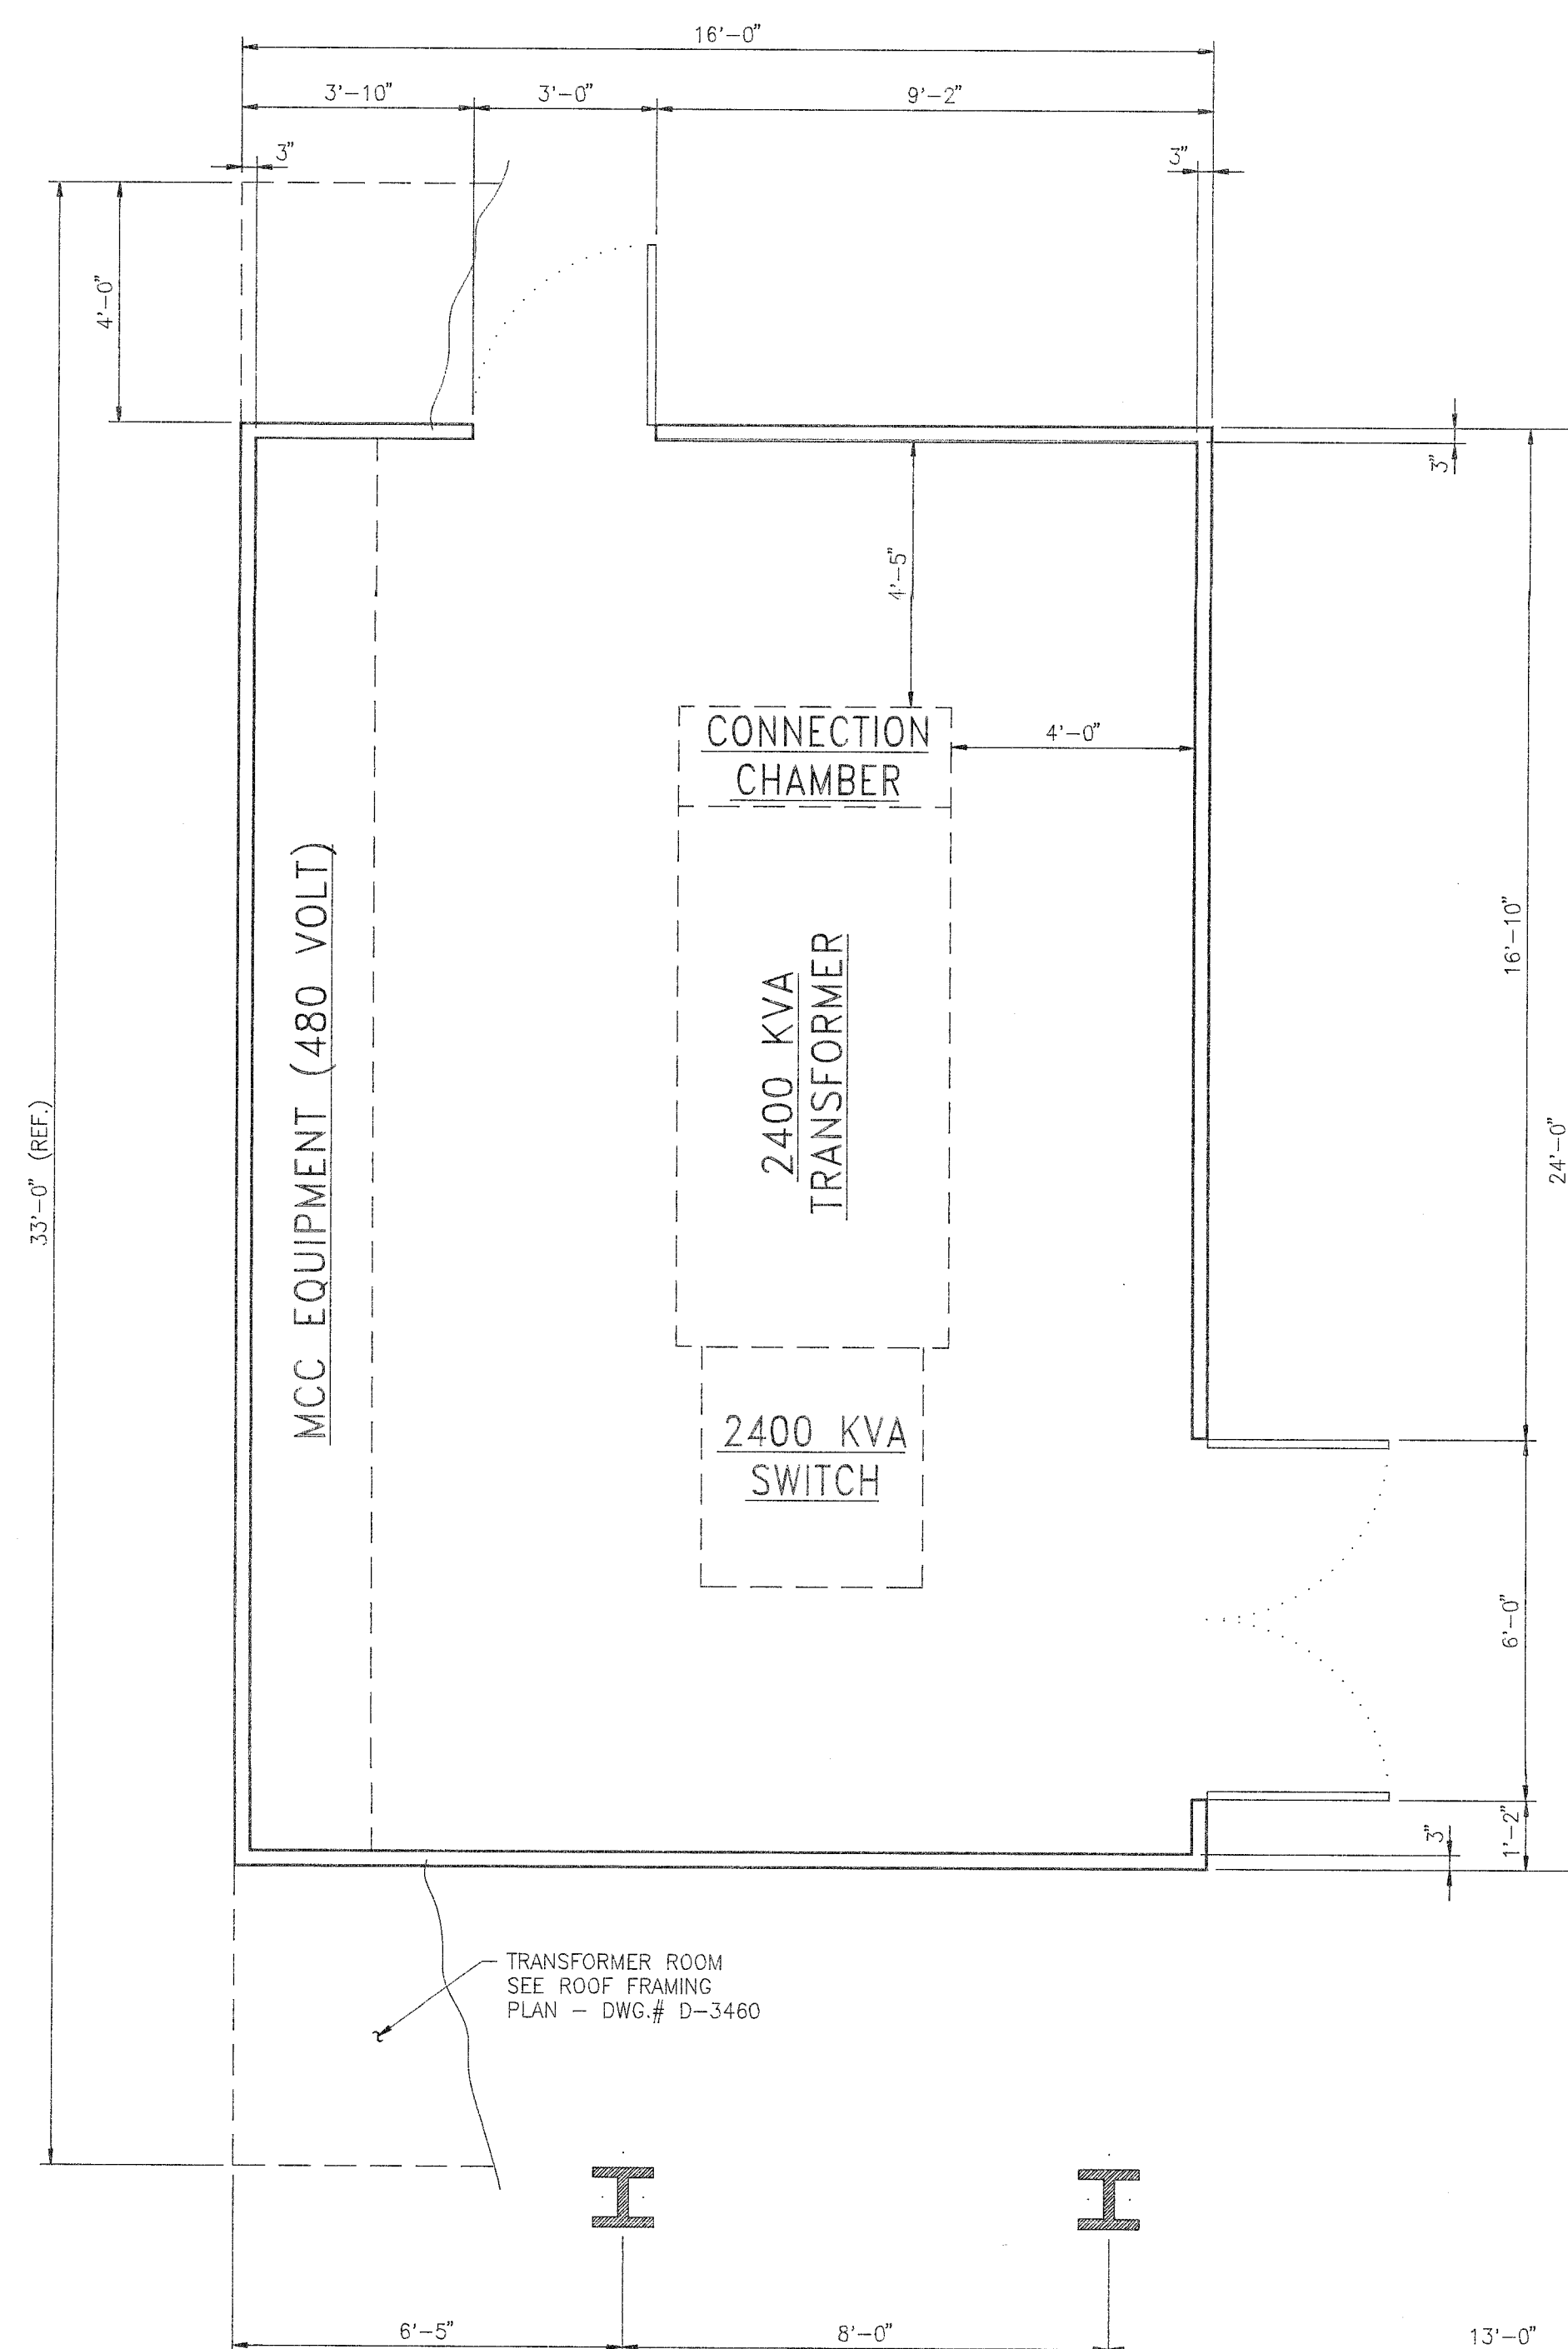 16'-0"
3'-10"
3'-0"
9'-2"
3"
3"
4'-0"
3"
4'-5"
CONNECTION
CHAMBER
4'-0"
MCC EQUIPMENT (480 VOLT)
2400 KVA
TRANSFORMER
16'-10"
24'-0"
33'-0" (REF.)
2400 KVA
SWITCH
6'-0"
3"
1'-2"
TRANSFORMER ROOM
SEE ROOF FRAMING
PLAN - DWG.# D-3460
6'-5"
8'-0"
13'-0"